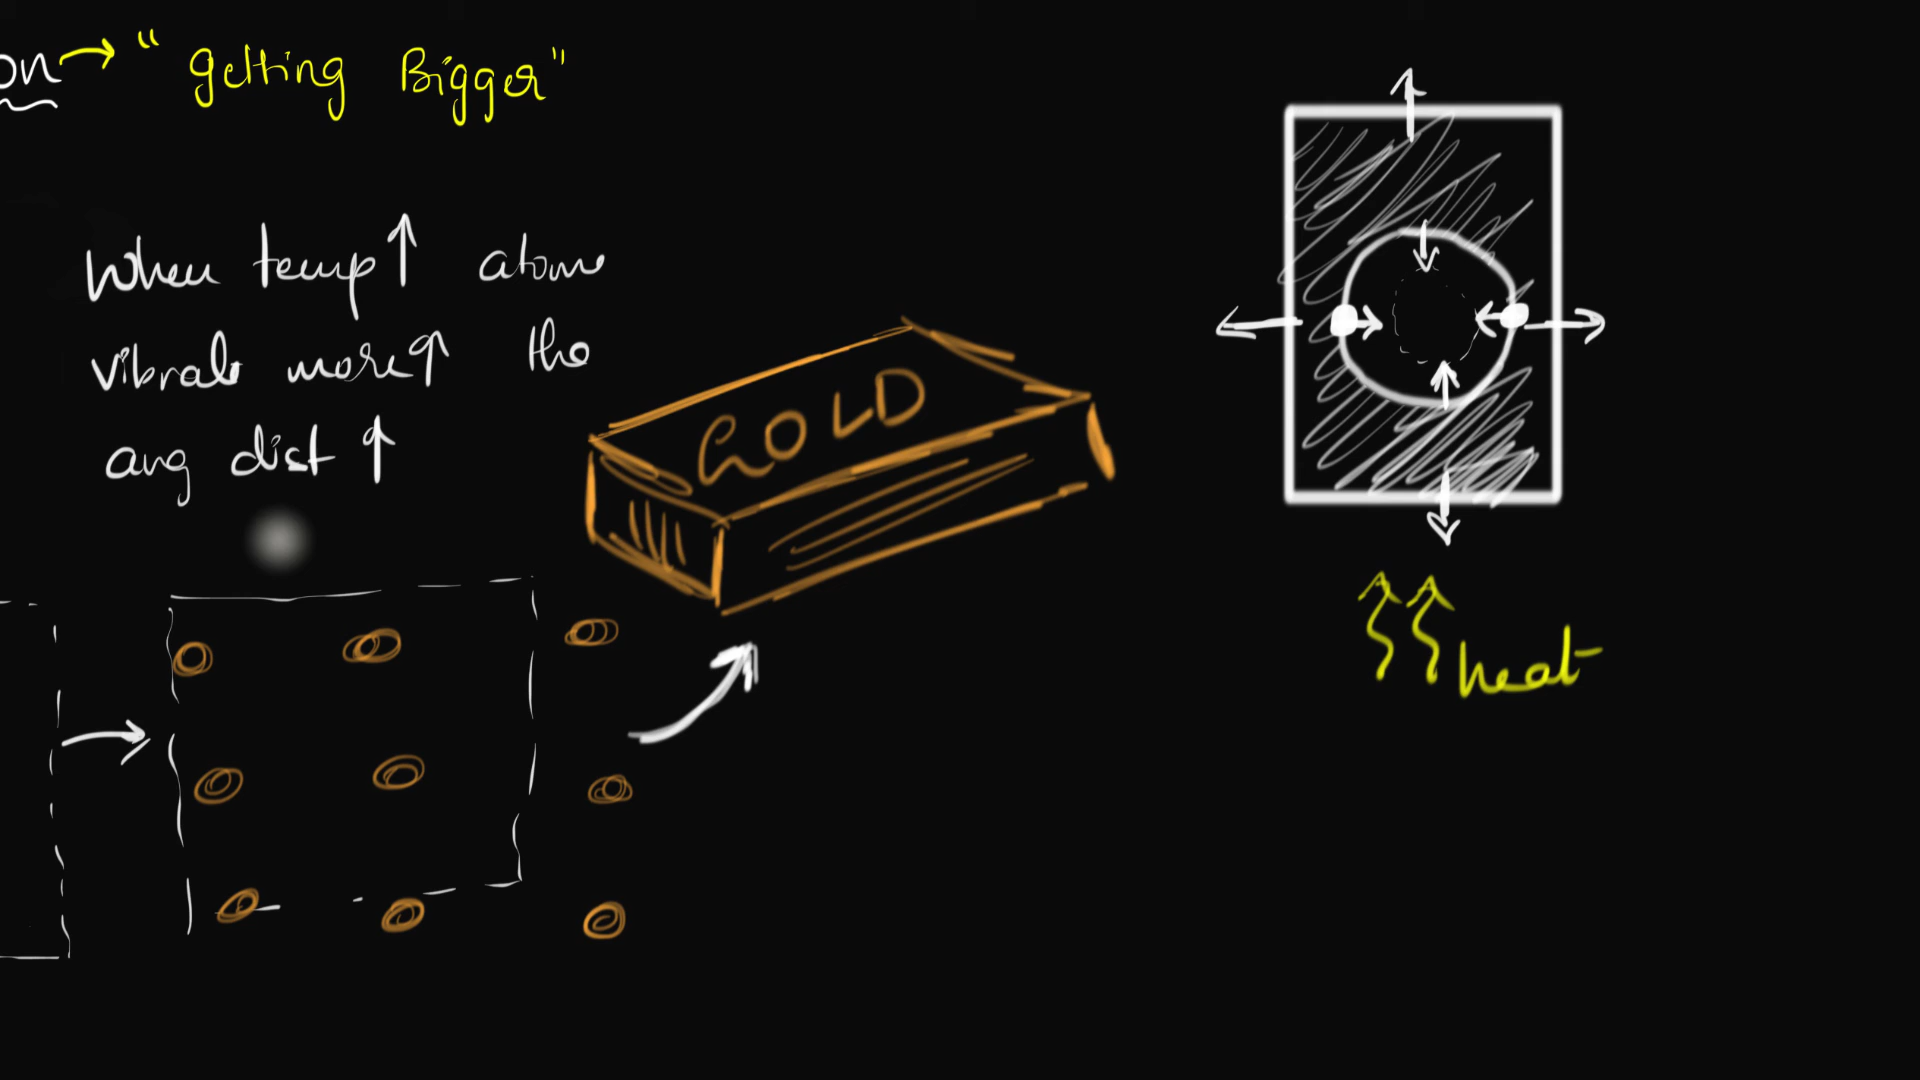 on → “ getting Bigger ”
When temp ↑ atoms
vibrate more ↑ the
avg dist ↑
GOLD
heat